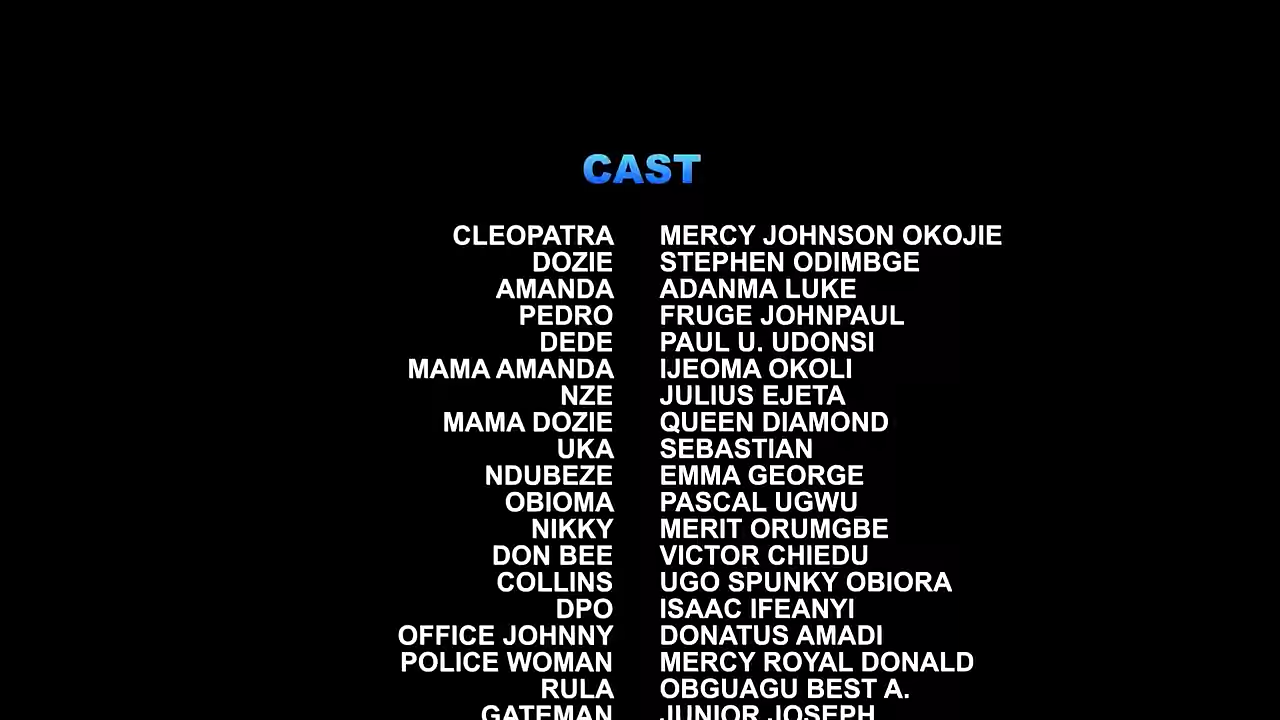 CAST
CLEOPATRA MERCY JOHNSON OKOJIE
DOZIE STEPHEN ODIMBGE
AMANDA ADANMA LUKE
PEDRO FRUGE JOHNPAUL
DEDE PAUL U. UDONSI
MAMA AMANDA IJEOMA OKOLI
NZE JULIUS EJETA
MAMA DOZIE QUEEN DIAMOND
UKA SEBASTIAN
NDUBEZE EMMA GEORGE
OBIOMA PASCAL UGWU
NIKKY MERIT ORUMGBE
DON BEE VICTOR CHIEDU
COLLINS UGO SPUNKY OBIORA
DPO ISAAC IFEANYI
OFFICE JOHNNY DONATUS AMADI
POLICE WOMAN MERCY ROYAL DONALD
RULA OBGUAGU BEST A.
GATEMAN JUNIOR JOSEPH